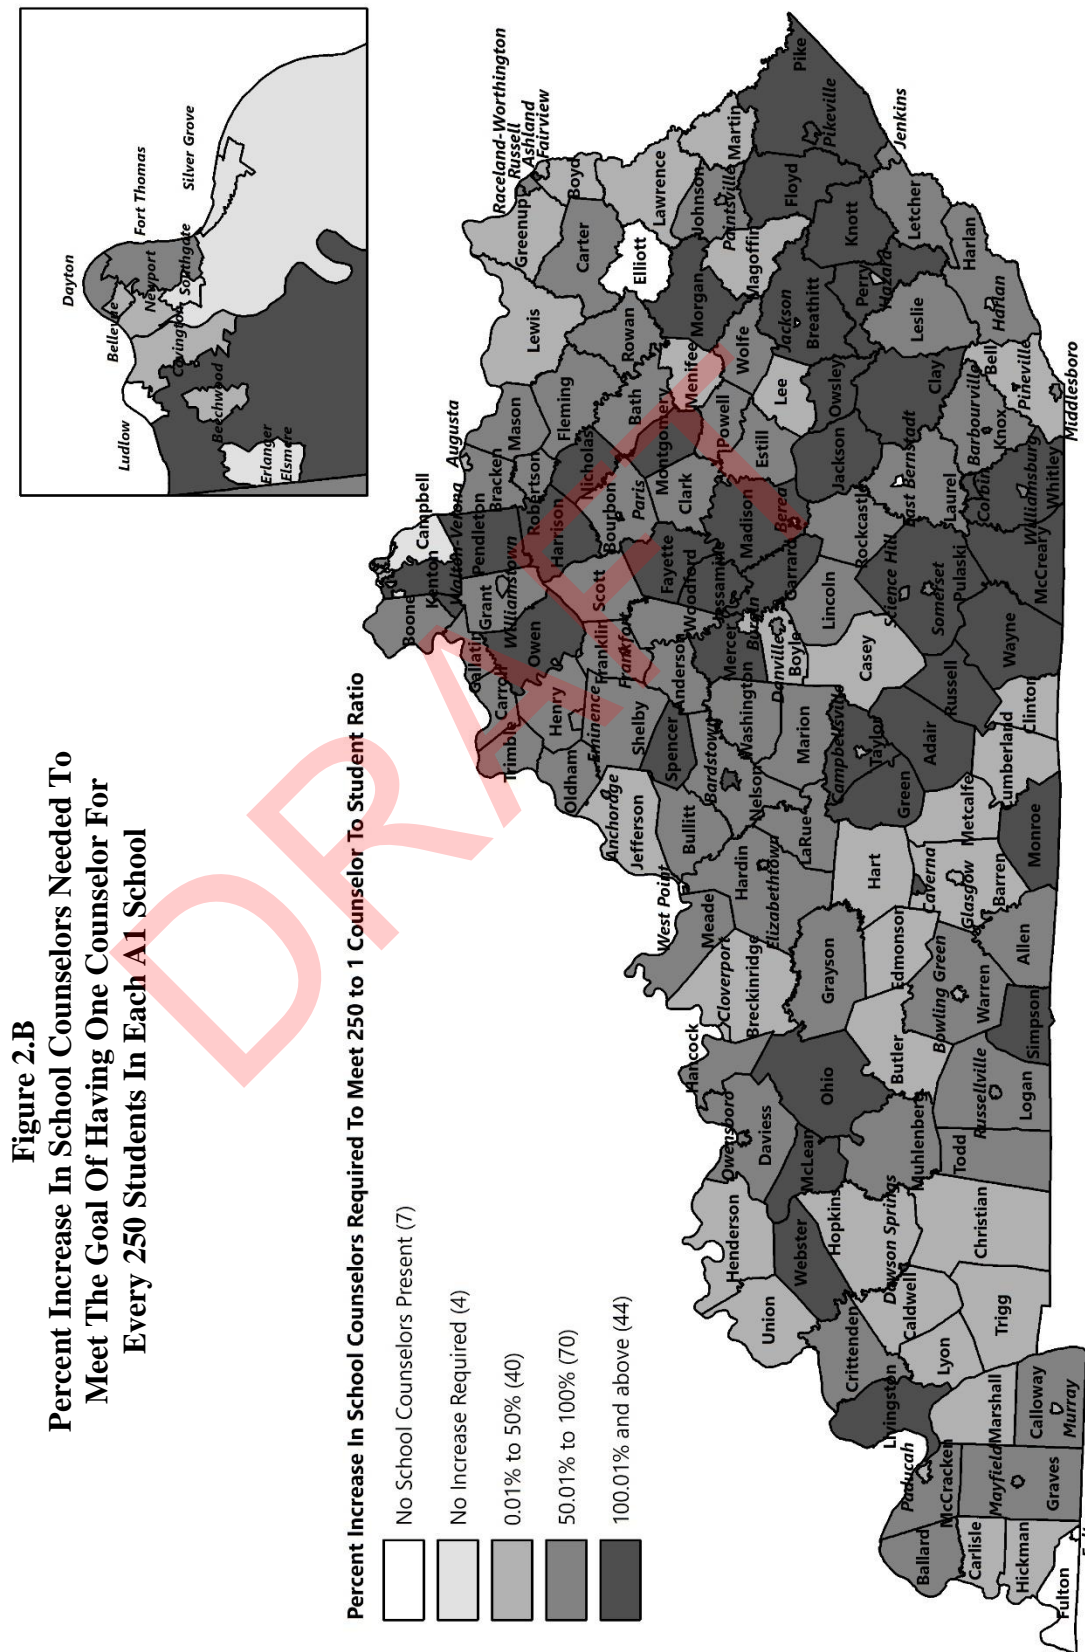 Figure 2.B
Percent Increase In School Counselors Needed To
Meet The Goal Of Having One Counselor For
Every 250 Students In Each A1 School
Percent Increase In School Counselors Required To Meet 250 to 1 Counselor To Student Ratio
No School Counselors Present (7)
No Increase Required (4)
0.01% to 50% (40)
50.01% to 100% (70)
100.01% and above (44)
DRAFT
Dayton
Bellevue
Fort Thomas
Newport
Silver Grove
Southgate
Ludlow
Covington
Beechwood
Erlanger
Elsmere
Campbell
Boone
Kenton
Walton-Verona
Augusta
Pendleton
Bracken
Grant
Williamstown
Gallatin
Carroll
Owen
Trimble
Henry
Eminence
Oldham
Shelby
Franklin
Frankfort
Scott
Harrison
Robertson
Mason
Fleming
Nicholas
Lewis
Greenup
Raceland-Worthington
Russell
Ashland
Fairview
Boyd
Carter
Rowan
Elliott
Lawrence
Bath
Bourbon
Paris
Montgomery
Menifee
Morgan
Johnson
Paintsville
Martin
Magoffin
Wolfe
Powell
Clark
Fayette
Woodford
Jessamine
Madison
Berea
Estill
Lee
Jackson
Breathitt
Floyd
Pike
Pikeville
Knott
Perry
Hazard
Letcher
Jenkins
Owsley
Jackson
Clay
Leslie
Harlan
Harlan
Bell
Pineville
Middlesboro
Knox
Barbourville
Laurel
East Bernstadt
Corbin
Whitley
Williamsburg
McCreary
Rockcastle
Garrard
Lincoln
Science Hill
Somerset
Pulaski
Wayne
Mercer
Burgin
Danville
Boyle
Casey
Russell
Clinton
Anderson
Washington
Spencer
Bardstown
Nelson
Marion
Campbellsville
Taylor
Adair
Green
Cumberland
Metcalfe
Monroe
Anchorage
Jefferson
Bullitt
West Point
Meade
Hardin
Elizabethtown
LaRue
Hart
Caverna
Glasgow
Barren
Allen
Hancock
Cloverport
Breckinridge
Grayson
Edmonson
Bowling Green
Warren
Simpson
Ohio
Butler
Russellville
Logan
Owensboro
Daviess
McLean
Muhlenberg
Todd
Henderson
Webster
Hopkins
Dawson Springs
Christian
Union
Crittenden
Caldwell
Lyon
Trigg
Livingston
Paducah
McCracken
Marshall
Calloway
Murray
Mayfield
Graves
Ballard
Carlisle
Hickman
Fulton